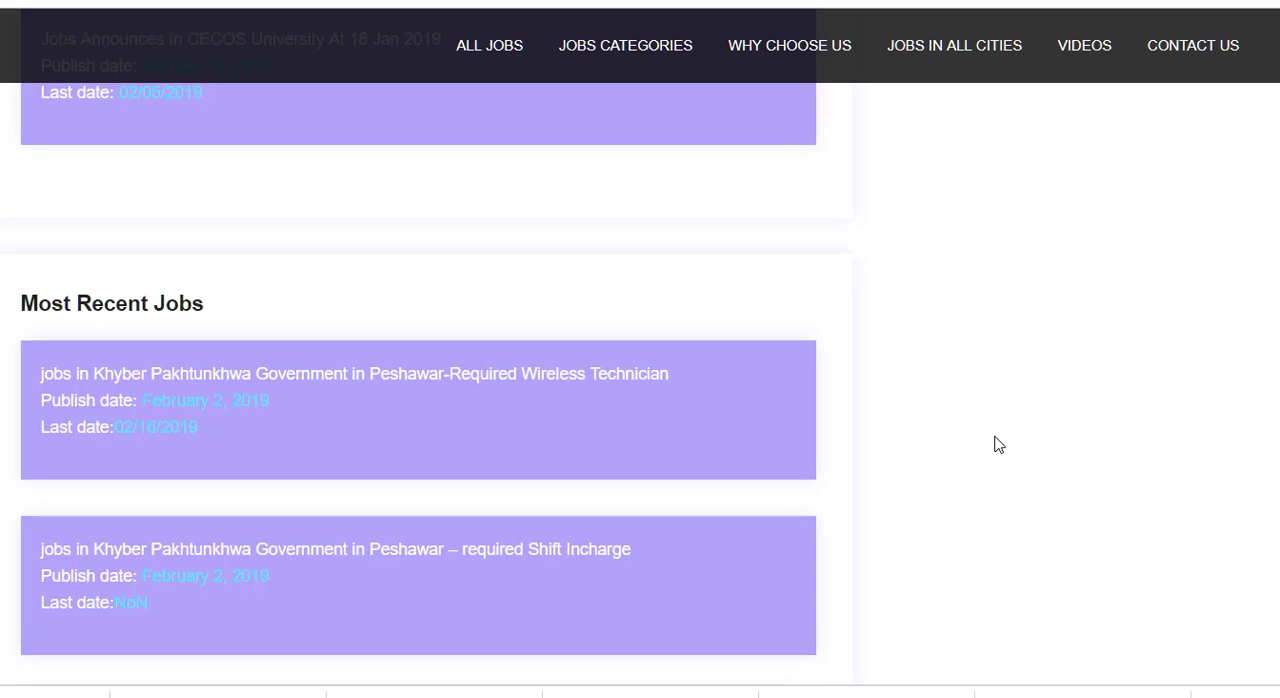 ALL JOBS JOBS CATEGORIES WHY CHOOSE US JOBS IN ALL CITIES VIDEOS CONTACT US
Jobs Announces In CECOS University At 18 Jan 2019
Publish date:
Last date: 02/05/2019
Most Recent Jobs
jobs in Khyber Pakhtunkhwa Government in Peshawar-Required Wireless Technician
Publish date: February 2, 2019
Last date:02/16/2019
jobs in Khyber Pakhtunkhwa Government in Peshawar – required Shift Incharge
Publish date: February 2, 2019
Last date:NoN